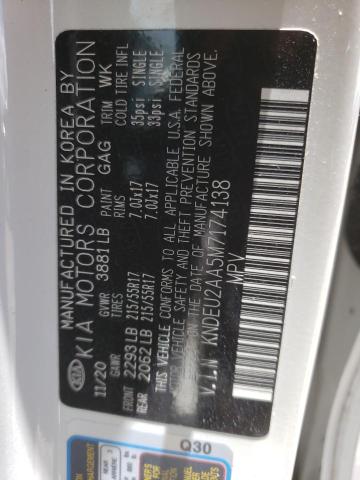 MANUFACTURED IN KOREA BY
KIA MOTORS CORPORATION
KIA
11/20 GVWR 3881LB PAINT GAG TRIM WK
GAWR TIRES RIMS COLD TIRE INFL
FRONT 2293LB 215/55R17 7.0JX17 35psi SINGLE
REAR 2062LB 215/55R17 7.0JX17 33psi SINGLE
THIS VEHICLE CONFORMS TO ALL APPLICABLE U.S.A. FEDERAL
MOTOR VEHICLE SAFETY AND THEFT PREVENTION STANDARDS
IN EFFECT ON THE DATE OF MANUFACTURE SHOWN ABOVE.
V.I.N KNDEU2AA5M7174138
MPV
Q30
REAR